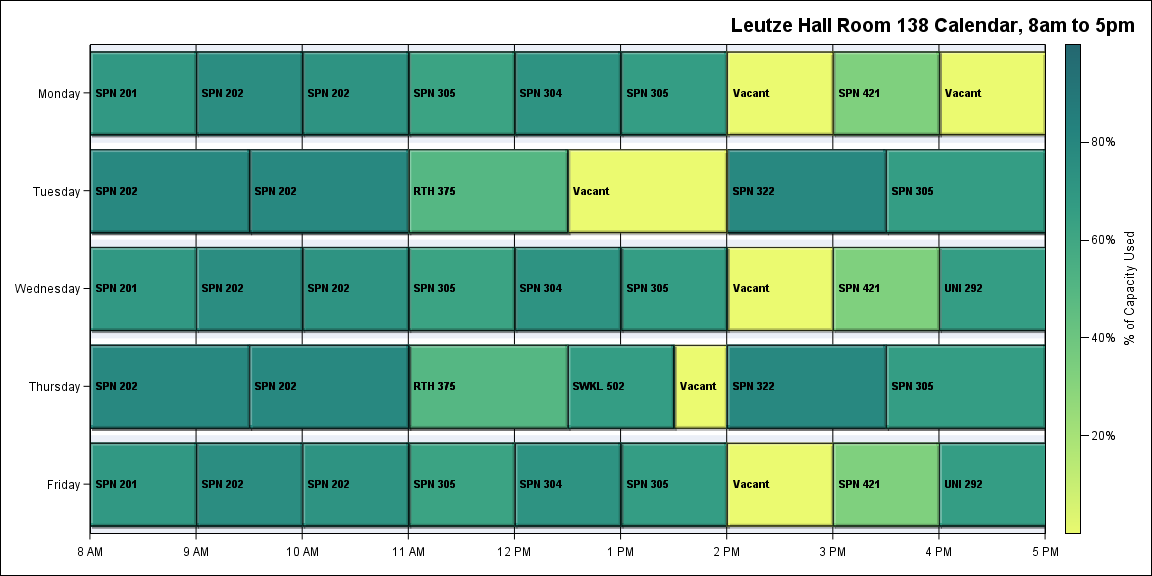 Leutze Hall Room 138 Calendar, 8am to 5pm
Monday
SPN 201
SPN 202
SPN 202
SPN 305
SPN 304
SPN 305
Vacant
SPN 421
Vacant
Tuesday
SPN 202
SPN 202
RTH 375
Vacant
SPN 322
SPN 305
Wednesday
SPN 201
SPN 202
SPN 202
SPN 305
SPN 304
SPN 305
Vacant
SPN 421
UNI 292
Thursday
SPN 202
SPN 202
RTH 375
SWKL 502
Vacant
SPN 322
SPN 305
Friday
SPN 201
SPN 202
SPN 202
SPN 305
SPN 304
SPN 305
Vacant
SPN 421
UNI 292
8 AM
9 AM
10 AM
11 AM
12 PM
1 PM
2 PM
3 PM
4 PM
5 PM
80%
60%
40%
20%
% of Capacity Used